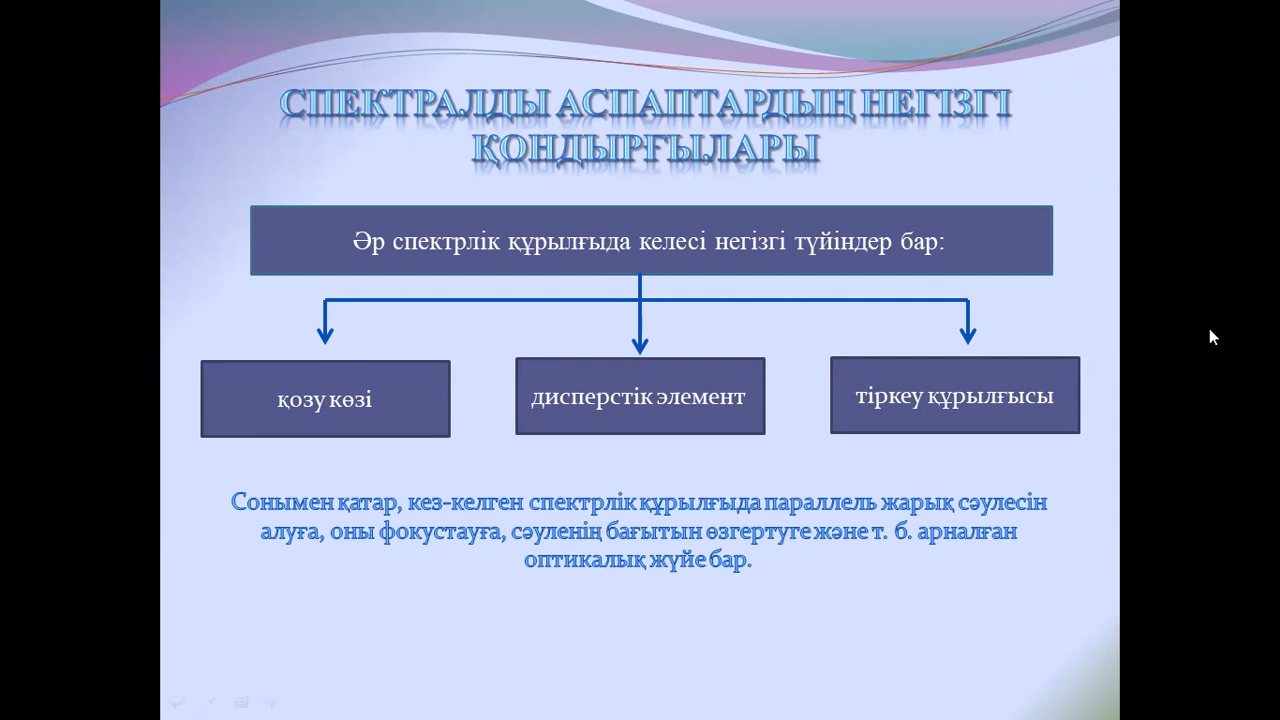 СПЕКТРАЛДЫ АСПАПТАРДЫҢ НЕГІЗГІ
ҚОНДЫРҒЫЛАРЫ
Әр спектрлік құрылғыда келесі негізгі түйіндер бар:
қозу көзі
дисперстік элемент
тіркеу құрылғысы
Сонымен қатар, кез-келген спектрлік құрылғыда параллель жарық сәулесін
алуға, оны фокустауға, сәуленің бағытын өзгертуге және т. б. арналған
оптикалық жүйе бар.